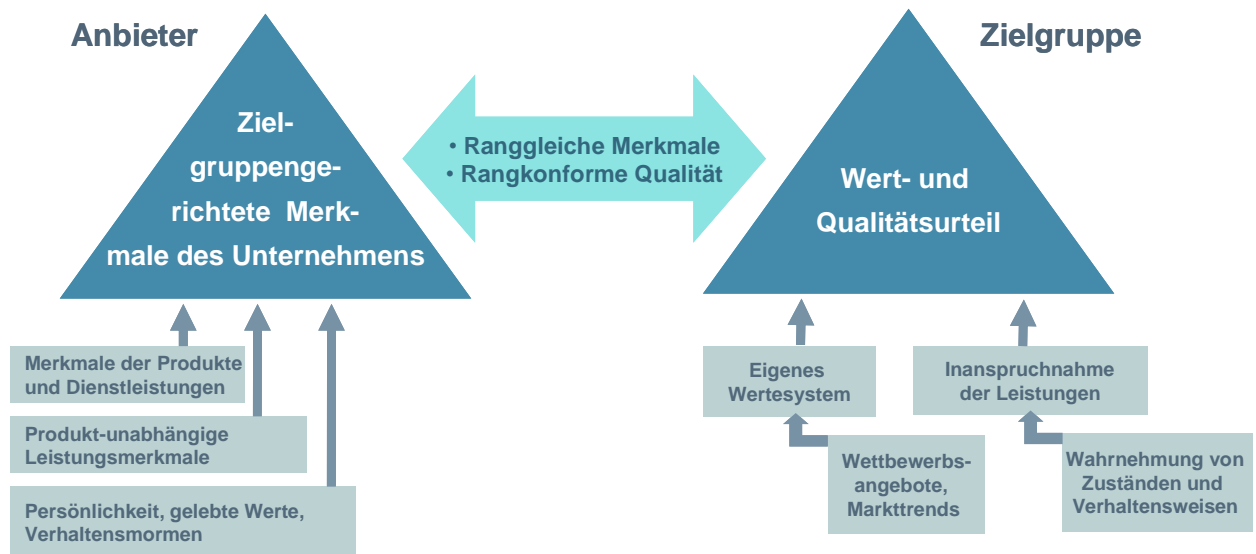 Anbieter
Zielgruppe
Ziel-
gruppenge-
richtete Merk-
male des Unternehmens
• Ranggleiche Merkmale
• Rangkonforme Qualität
Wert- und
Qualitätsurteil
Merkmale der Produkte
und Dienstleistungen
Produkt-unabhängige
Leistungsmerkmale
Persönlichkeit, gelebte Werte,
Verhaltensmormen
Eigenes
Wertesystem
Inanspruchnahme
der Leistungen
Wettbewerbs-
angebote,
Markttrends
Wahrnehmung von
Zuständen und
Verhaltensweisen